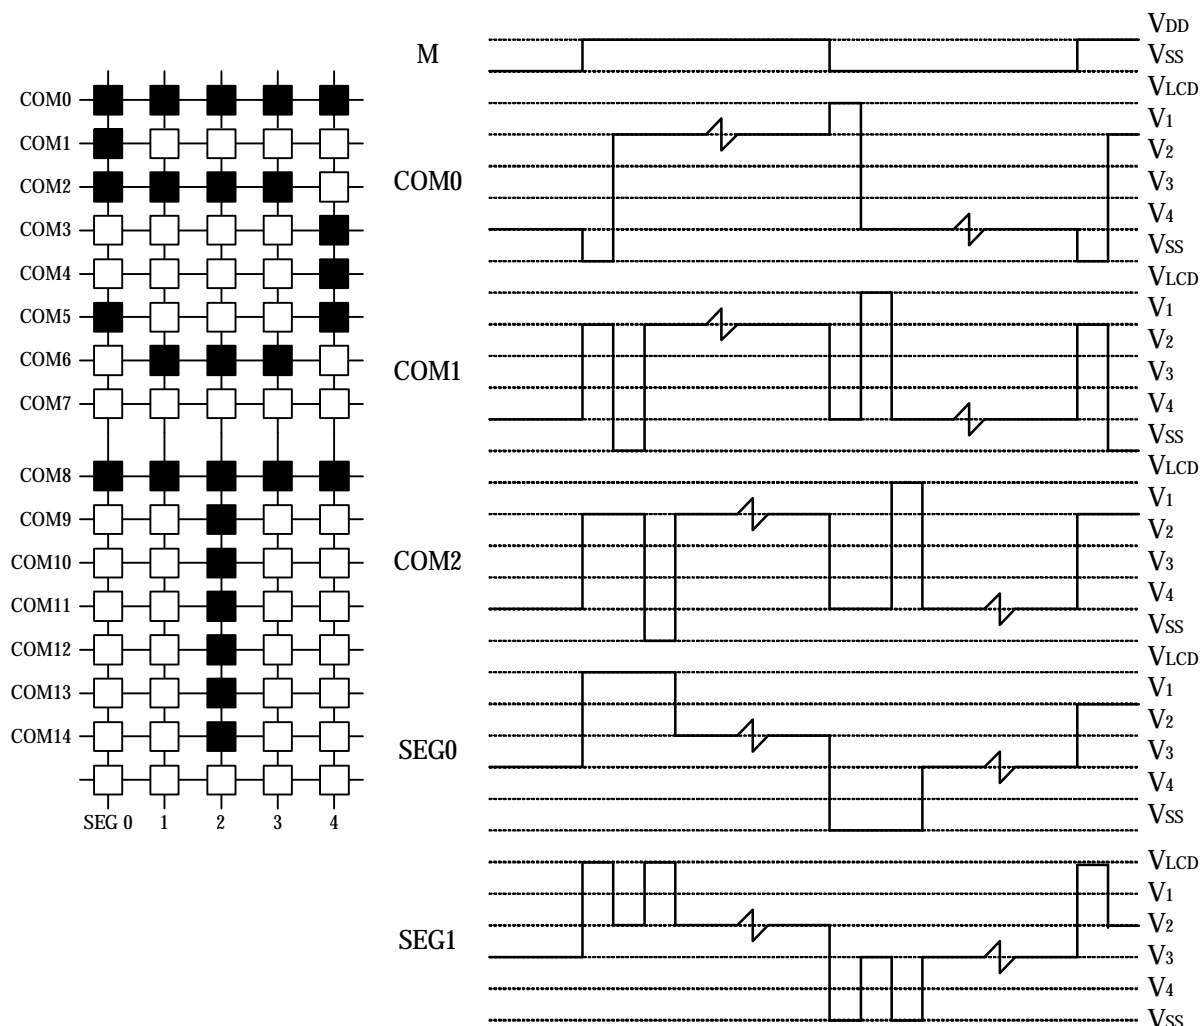 M
VDD
VSS
COM0
COM1
COM2
COM3
COM4
COM5
COM6
COM7
COM8
COM9
COM10
COM11
COM12
COM13
COM14
SEG 0 1 2 3 4
COM0
VLCD
V1
V2
V3
V4
VSS
COM1
VLCD
V1
V2
V3
V4
VSS
COM2
VLCD
V1
V2
V3
V4
VSS
SEG0
VLCD
V1
V2
V3
V4
VSS
SEG1
VLCD
V1
V2
V3
V4
VSS